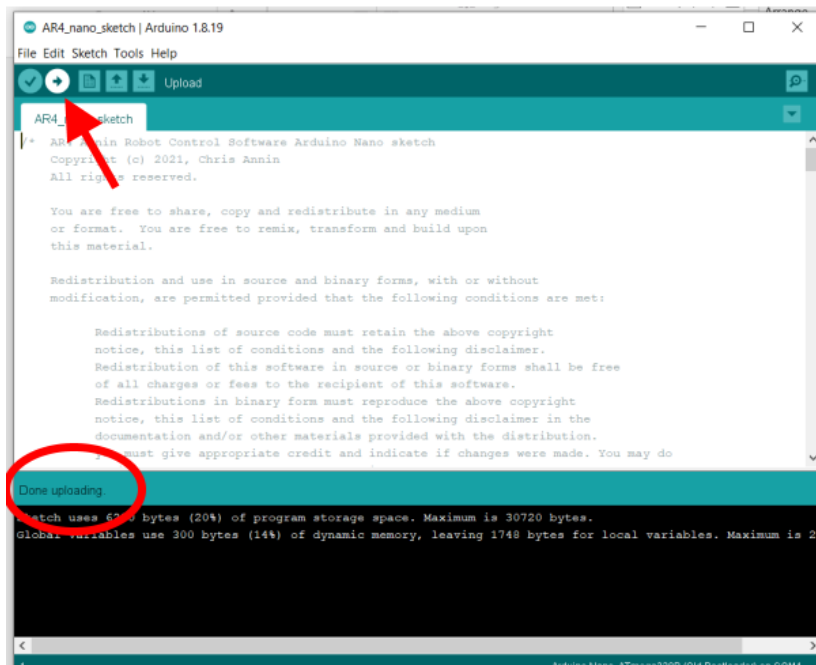 Arrange
AR4_nano_sketch | Arduino 1.8.19
File Edit Sketch Tools Help
Upload
AR4_ sketch
/* AR4 Annin Robot Control Software Arduino Nano sketch
Copyright (c) 2021, Chris Annin
All rights reserved.
You are free to share, copy and redistribute in any medium
or format. You are free to remix, transform and build upon
this material.
Redistribution and use in source and binary forms, with or without
modification, are permitted provided that the following conditions are met:
Redistributions of source code must retain the above copyright
notice, this list of conditions and the following disclaimer.
Redistribution of this software in source or binary forms shall be free
of all charges or fees to the recipient of this software.
Redistributions in binary form must reproduce the above copyright
notice, this list of conditions and the following disclaimer in the
documentation and/or other materials provided with the distribution.
must give appropriate credit and indicate if changes were made. You may do
Done uploading.
Sketch uses bytes (20%) of program storage space. Maximum is 30720 bytes.
Global variables use 300 bytes (14%) of dynamic memory, leaving 1748 bytes for local variables. Maximum is 2